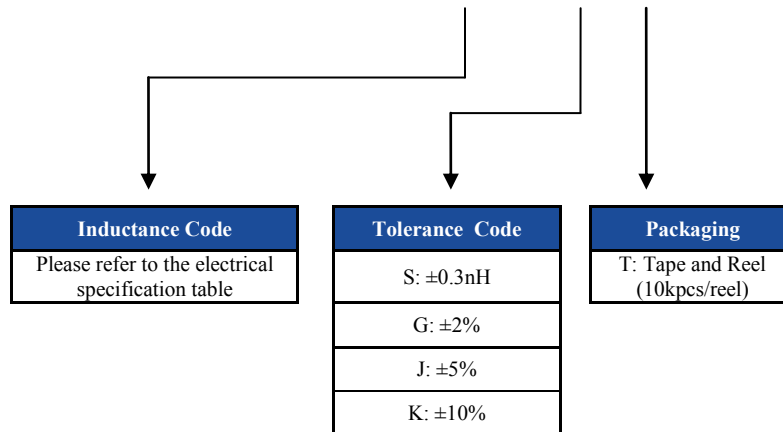 Inductance Code
Please refer to the electrical
specification table
Tolerance Code
S: ±0.3nH
G: ±2%
J: ±5%
K: ±10%
Packaging
T: Tape and Reel
(10kpcs/reel)